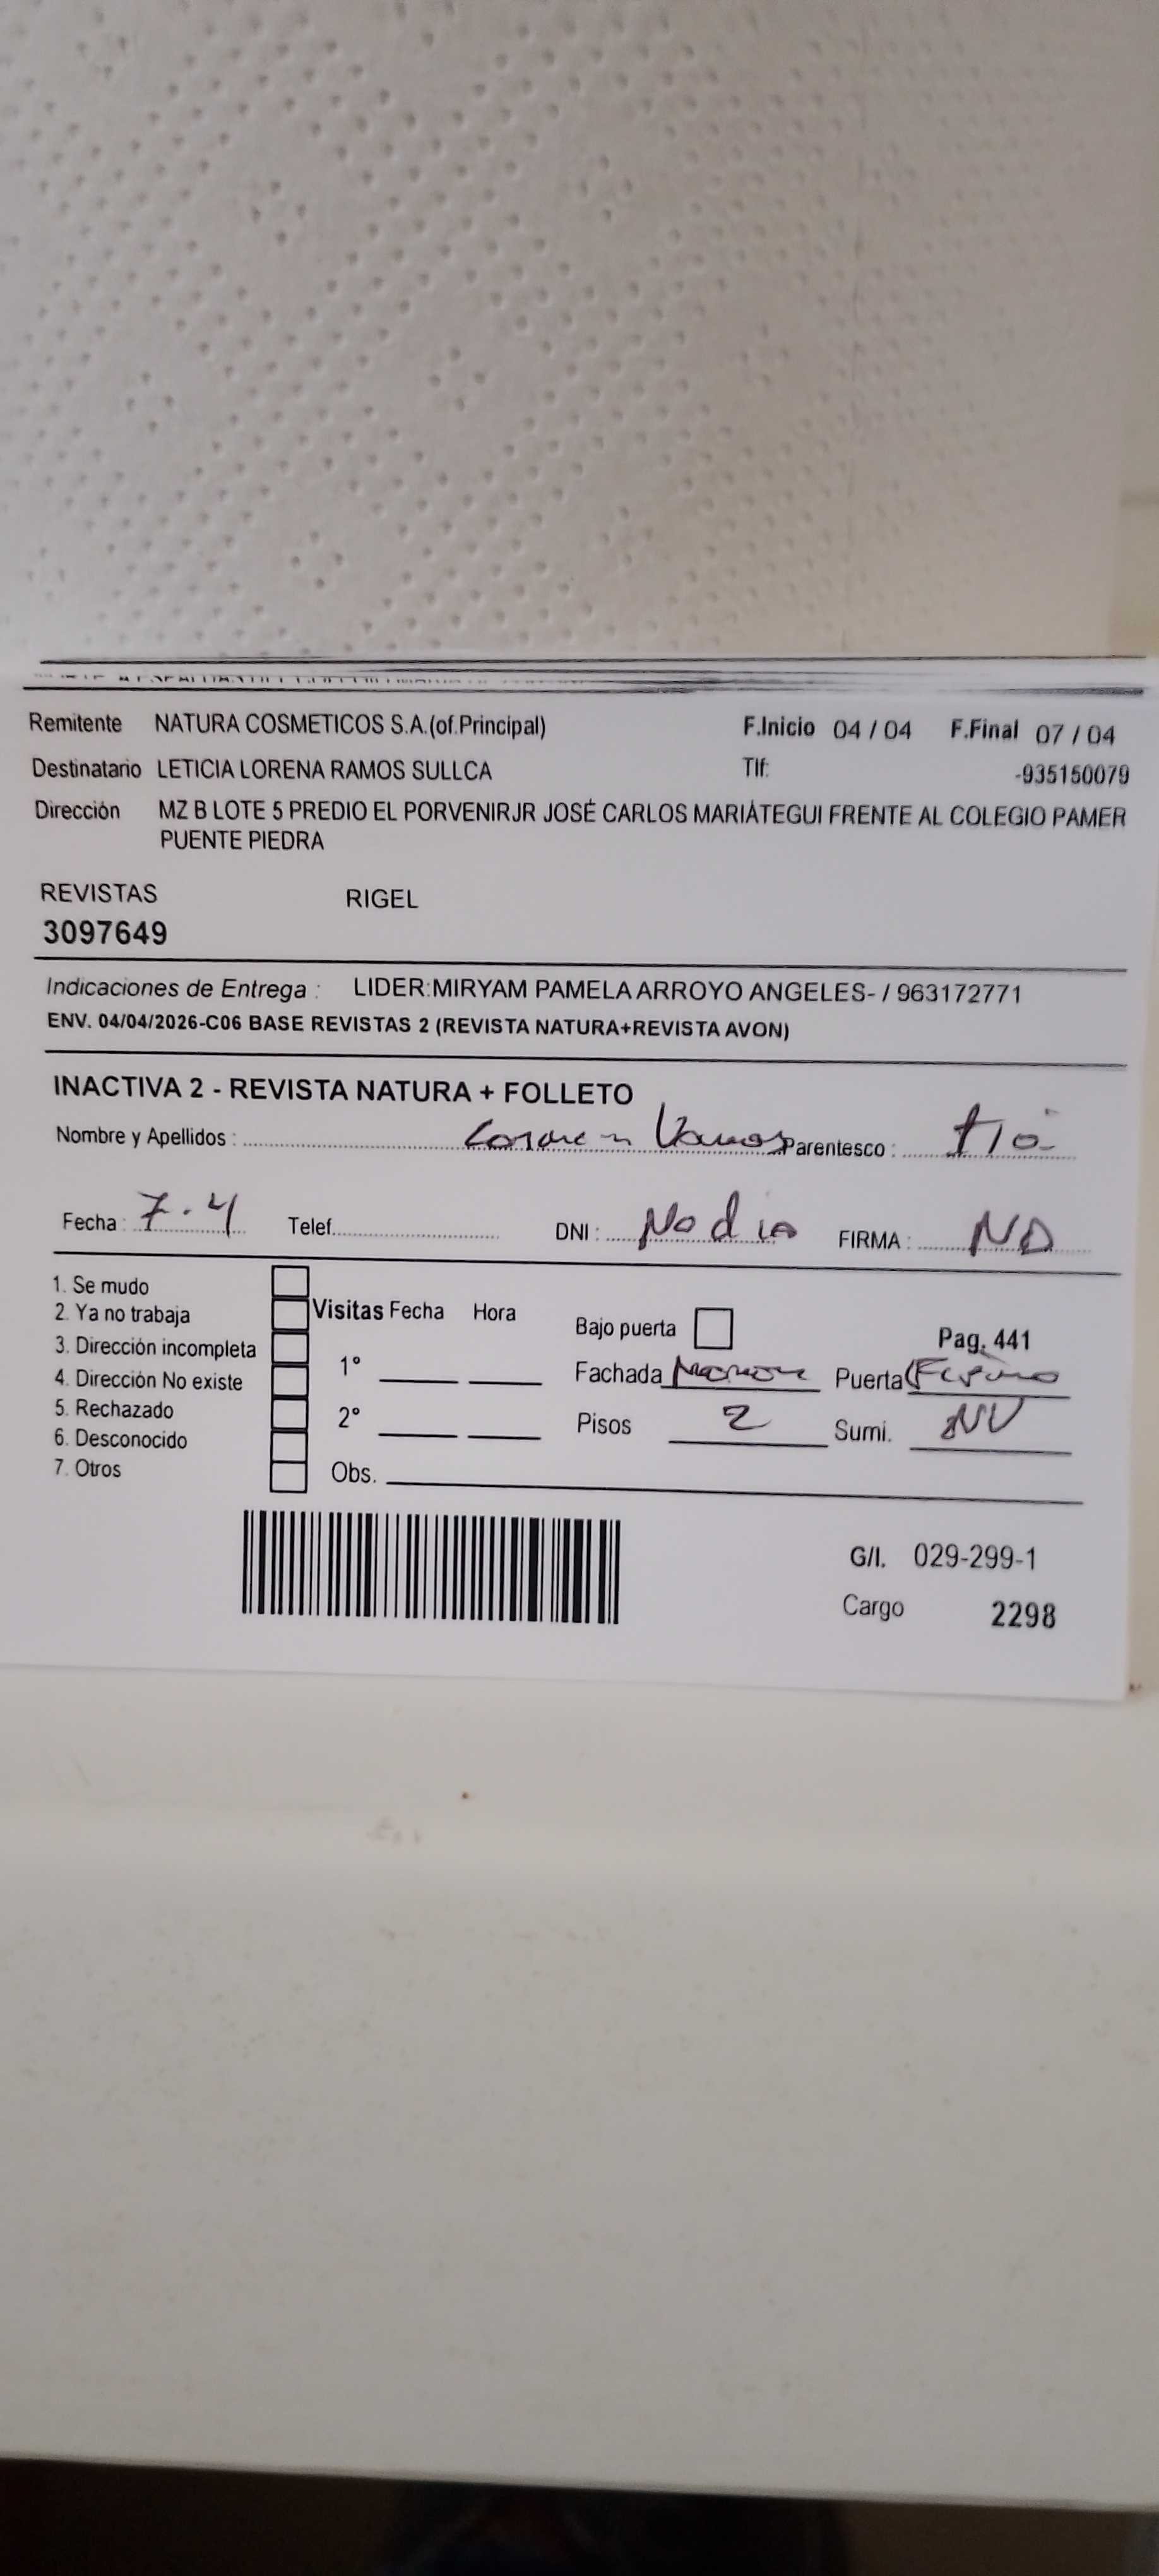 Remitente NATURA COSMETICOS S.A.(of.Principal) F.Inicio 04 / 04 F.Final 07 / 04
Destinatario LETICIA LORENA RAMOS SULLCA Tlf: -935150079
Dirección MZ B LOTE 5 PREDIO EL PORVENIRJR JOSÉ CARLOS MARIÁTEGUI FRENTE AL COLEGIO PAMER
PUENTE PIEDRA
REVISTAS RIGEL
3097649
Indicaciones de Entrega : LIDER:MIRYAM PAMELA ARROYO ANGELES- / 963172771
ENV. 04/04/2026-C06 BASE REVISTAS 2 (REVISTA NATURA+REVISTA AVON)
INACTIVA 2 - REVISTA NATURA + FOLLETO
Nombre y Apellidos : Parentesco : tia
Fecha : 7.4 Telef. DNI : No dio FIRMA : ND
1. Se mudo
2. Ya no trabaja Visitas Fecha Hora Bajo puerta Pag. 441
3. Dirección incompleta
4. Dirección No existe 1° Fachada Puerta
5. Rechazado 2° Pisos 2 Sumi. NV
6. Desconocido
7. Otros Obs.
G/I. 029-299-1
Cargo 2298